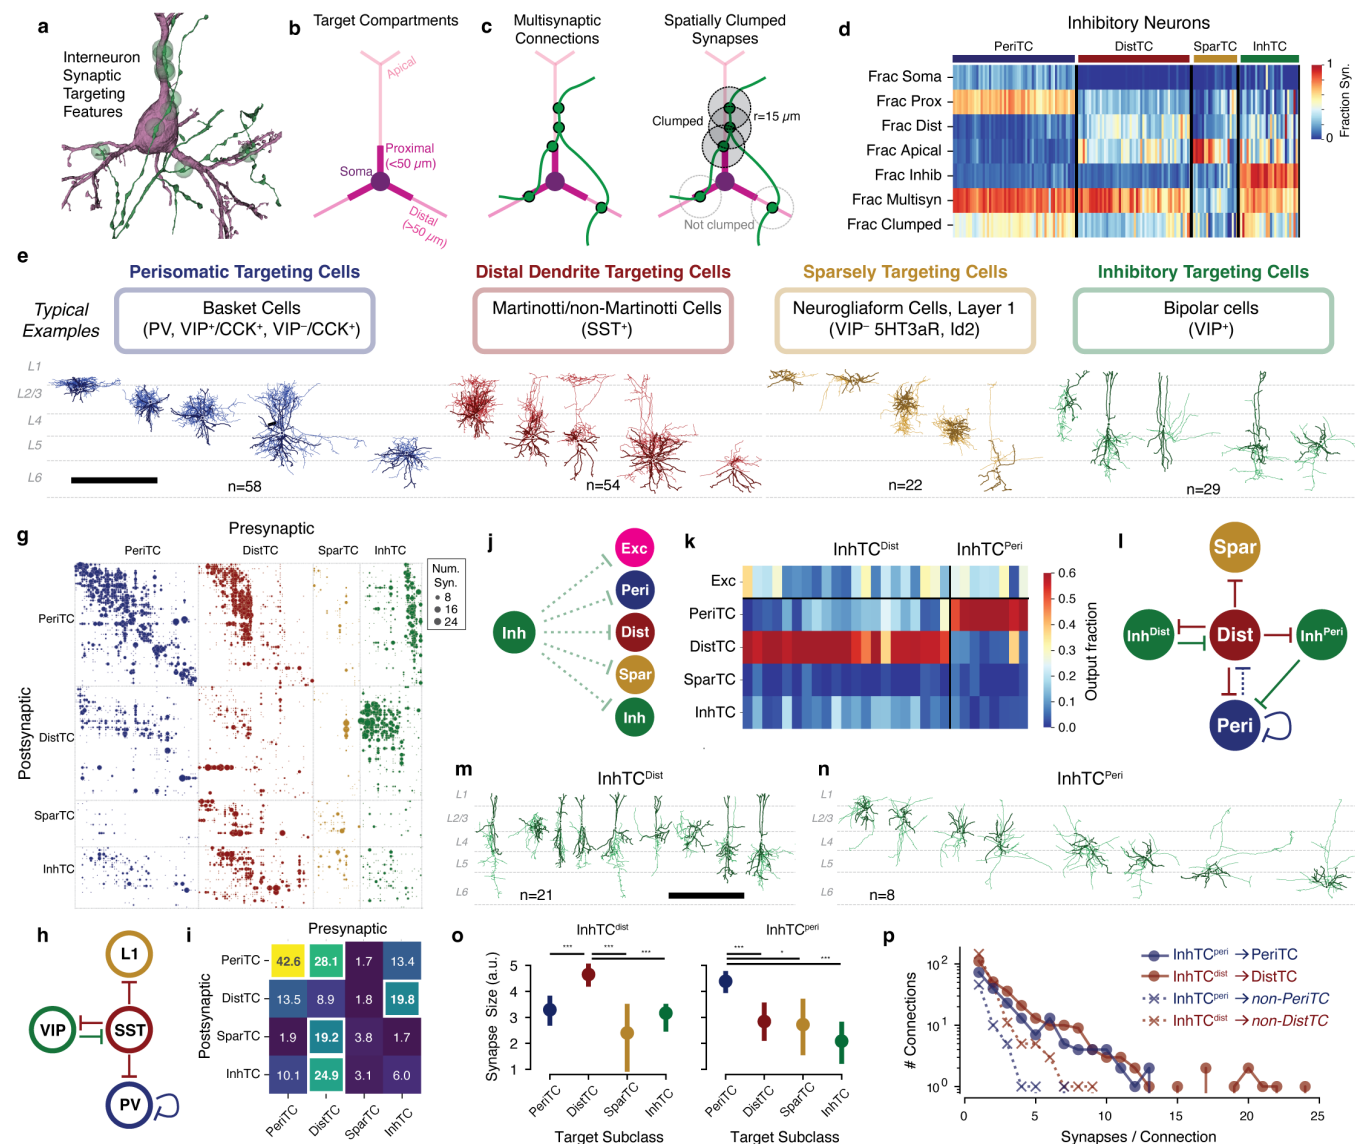 a
Interneuron
Synaptic
Targeting
Features
b
Target Compartments
Apical
Proximal
(<50 µm)
Soma
Distal
(>50 µm)
c
Multisynaptic
Connections
Spatially Clumped
Synapses
Clumped
r=15 µm
Not clumped
d
Inhibitory Neurons
PeriTC DistTC SparTC InhTC
Frac Soma
Frac Prox
Frac Dist
Frac Apical
Frac Inhib
Frac Multisyn
Frac Clumped
1
0
Fraction Syn.
e
Perisomatic Targeting Cells
Distal Dendrite Targeting Cells
Sparsely Targeting Cells
Inhibitory Targeting Cells
Typical
Examples
Basket Cells
(PV, VIP⁺/CCK⁺, VIP⁻/CCK⁺)
Martinotti/non-Martinotti Cells
(SST⁺)
Neurogliaform Cells, Layer 1
(VIP⁻ 5HT3aR, Id2)
Bipolar cells
(VIP⁺)
L1
L2/3
L4
L5
L6
n=58
n=54
n=22
n=29
g
Presynaptic
PeriTC DistTC SparTC InhTC
Num.
Syn.
8
16
24
Postsynaptic
PeriTC
DistTC
SparTC
InhTC
j
Inh
Exc
Peri
Dist
Spar
Inh
k
InhTC^Dist InhTC^Peri
Exc
PeriTC
DistTC
SparTC
InhTC
0.6
0.5
0.4
0.3
0.2
0.1
0.0
Output fraction
l
Spar
Inh^Dist
Dist
Inh^Peri
Peri
m
InhTC^Dist
L1
L2/3
L4
L5
L6
n=21
n
InhTC^Peri
L1
L2/3
L4
L5
L6
n=8
h
L1
VIP
SST
PV
i
Presynaptic
Postsynaptic
PeriTC 42.6 28.1 1.7 13.4
DistTC 13.5 8.9 1.8 19.8
SparTC 1.9 19.2 3.8 1.7
InhTC 10.1 24.9 3.1 6.0
PeriTC DistTC SparTC InhTC
o
InhTC^dist
InhTC^peri
*** *** ***
*** * ***
Synapse Size (a.u.)
5
4
3
2
1
PeriTC DistTC SparTC InhTC
PeriTC DistTC SparTC InhTC
Target Subclass
Target Subclass
p
InhTC^peri → PeriTC
InhTC^dist → DistTC
InhTC^peri → non-PeriTC
InhTC^dist → non-DistTC
# Connections
10²
10¹
10⁰
0 5 10 15 20 25
Synapses / Connection